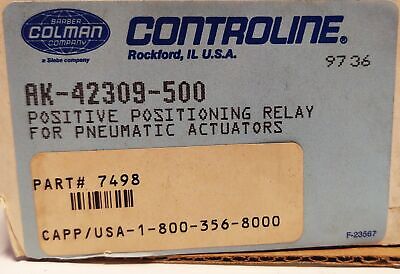 BARBER
COLMAN
COMPANY
a Siebe company
CONTROLINE®
Rockford, IL U.S.A.
9736
AK-42309-500
POSITIVE POSITIONING RELAY
FOR PNEUMATIC ACTUATORS
PART# 7498
CAPP/USA-1-800-356-8000
F-23567